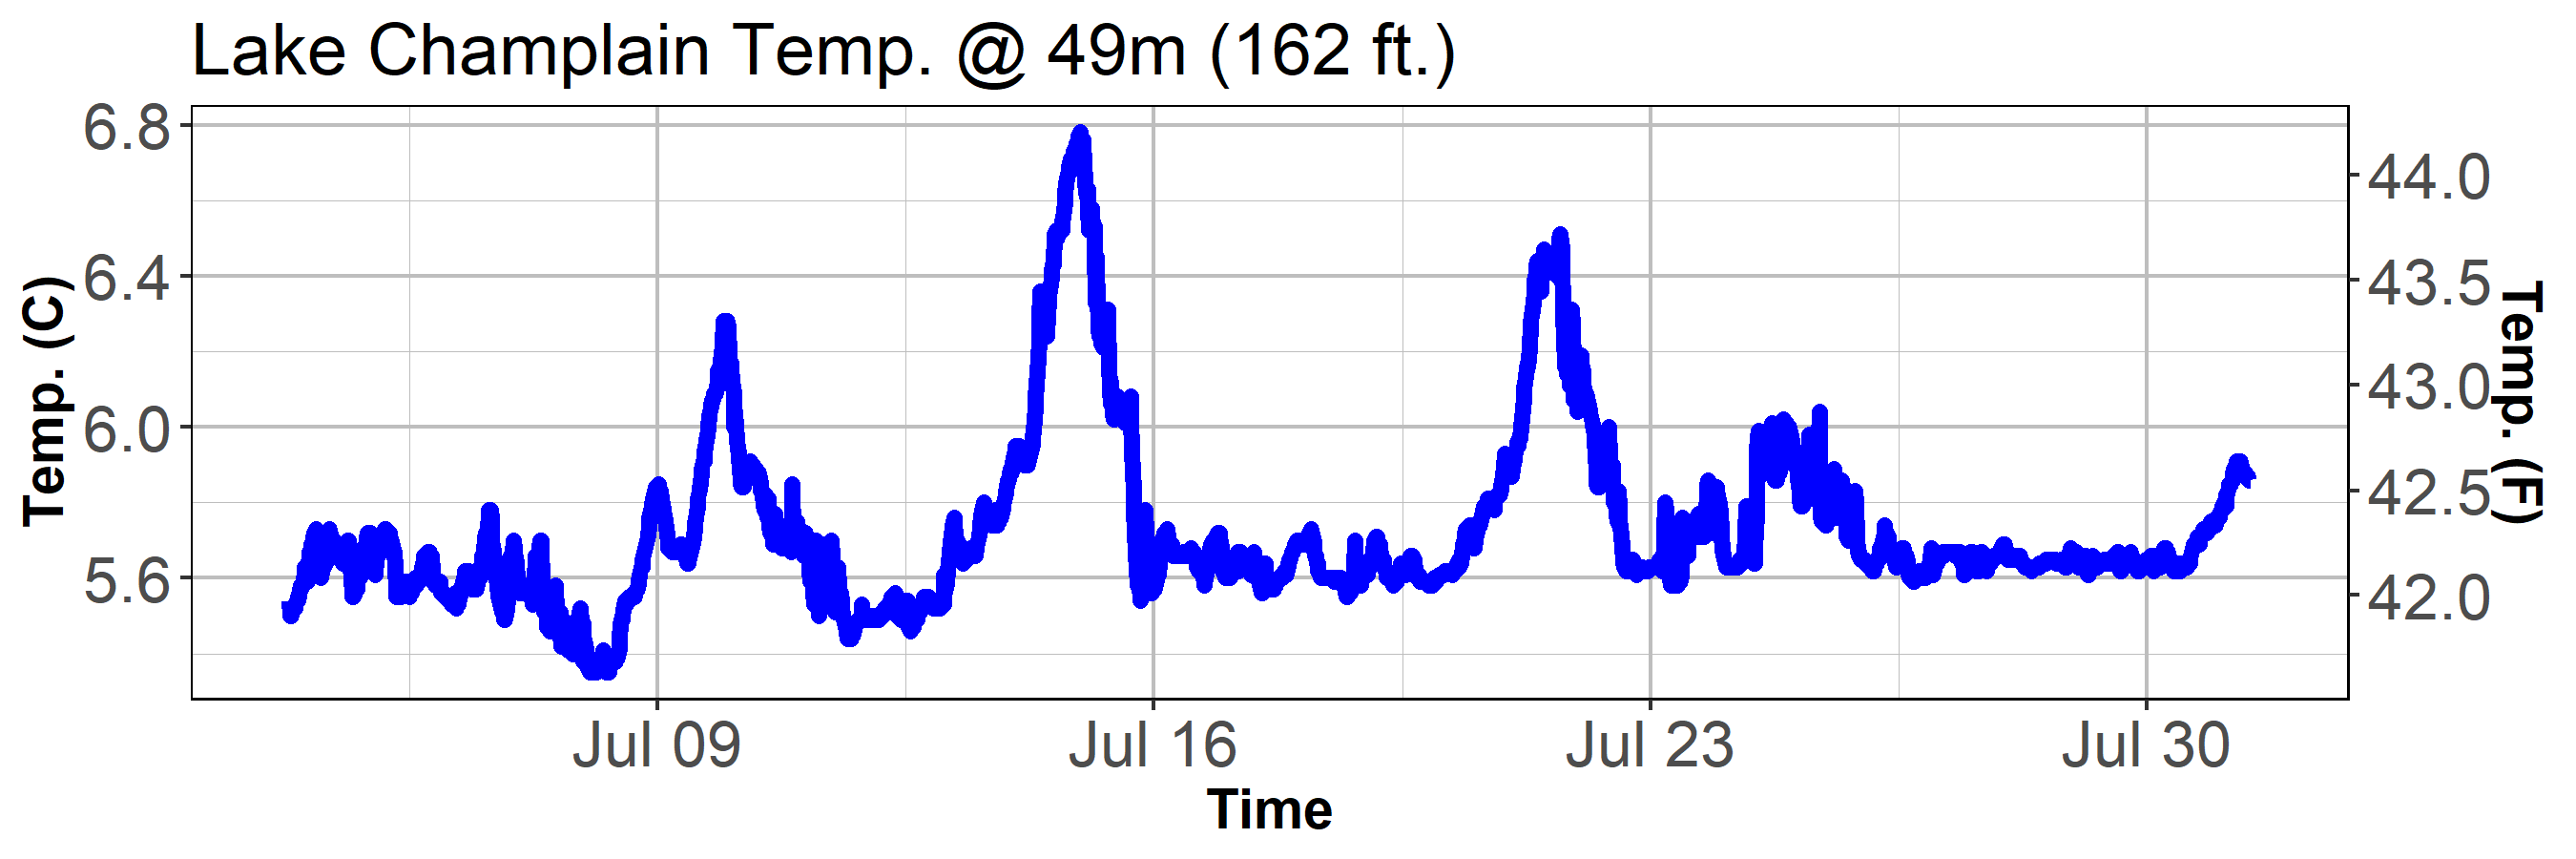 Lake Champlain Temp. @ 49m (162 ft.)
Temp. (C)
6.8
6.4
6.0
5.6
44.0
43.5
43.0
42.5
42.0
Temp. (F)
Jul 09
Jul 16
Jul 23
Jul 30
Time